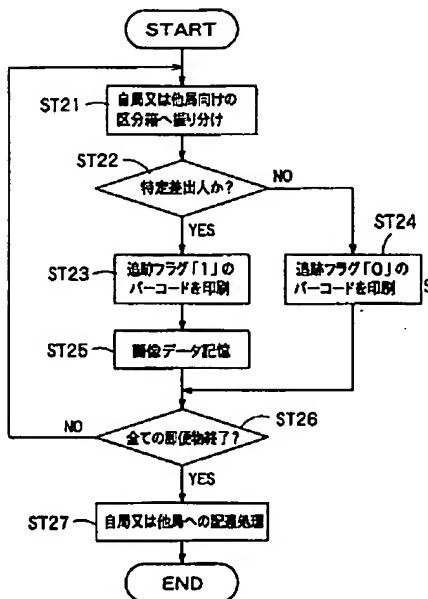 START
ST21
自局又は他局向けの
区分箱へ振り分け
ST22
特定差出人か?
NO
YES
ST24
ST23
追跡フラグ「1」の
バーコードを印刷
追跡フラグ「0」の
バーコードを印刷
S
ST25
画像データ記憶
ST26
全ての郵便物終了?
NO
YES
ST27
自局又は他局への配達処理
END